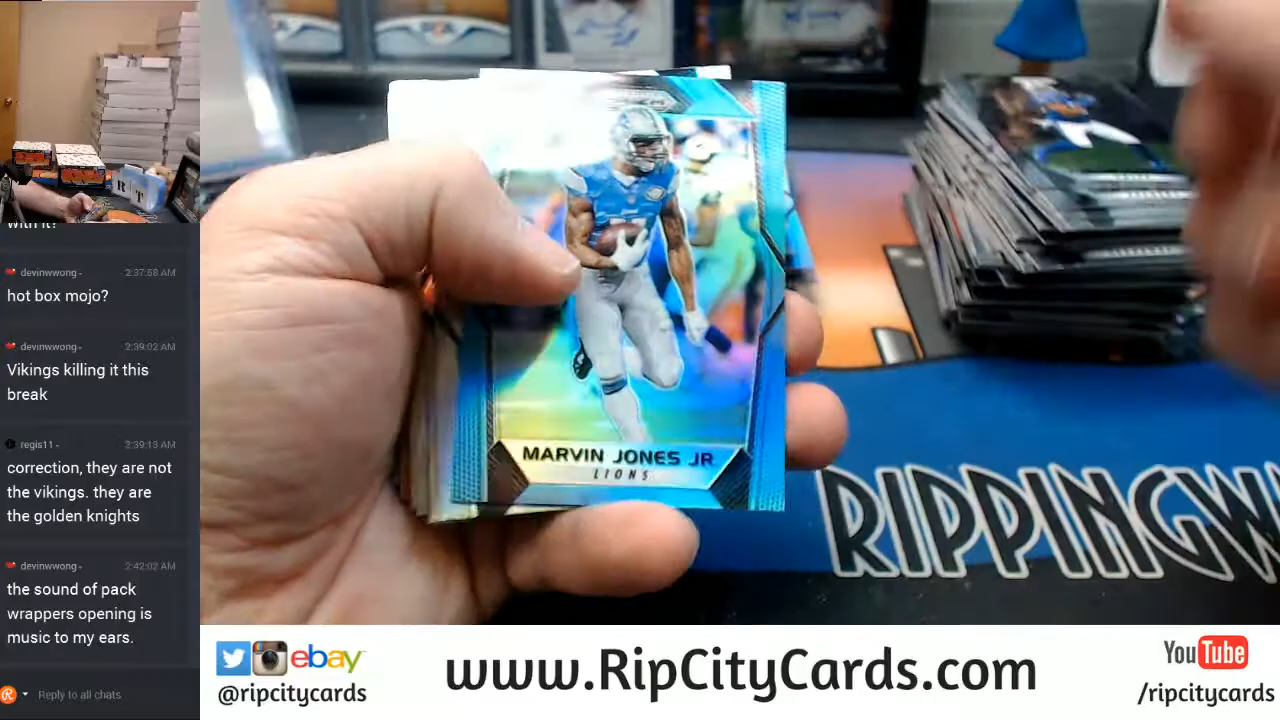 with it?
devinwwong- 2:37:58 AM
hot box mojo?
devinwwong- 2:39:02 AM
Vikings killing it this
break
regis11- 2:39:13 AM
correction, they are not
the vikings. they are
the golden knights
devinwwong- 2:42:02 AM
the sound of pack
wrappers opening is
music to my ears.
Reply to all chats
R T
MARVIN JONES JR
LIONS
RIPPINGW
ebay
@ripcitycards
www.RipCityCards.com
YouTube
/ripcitycards